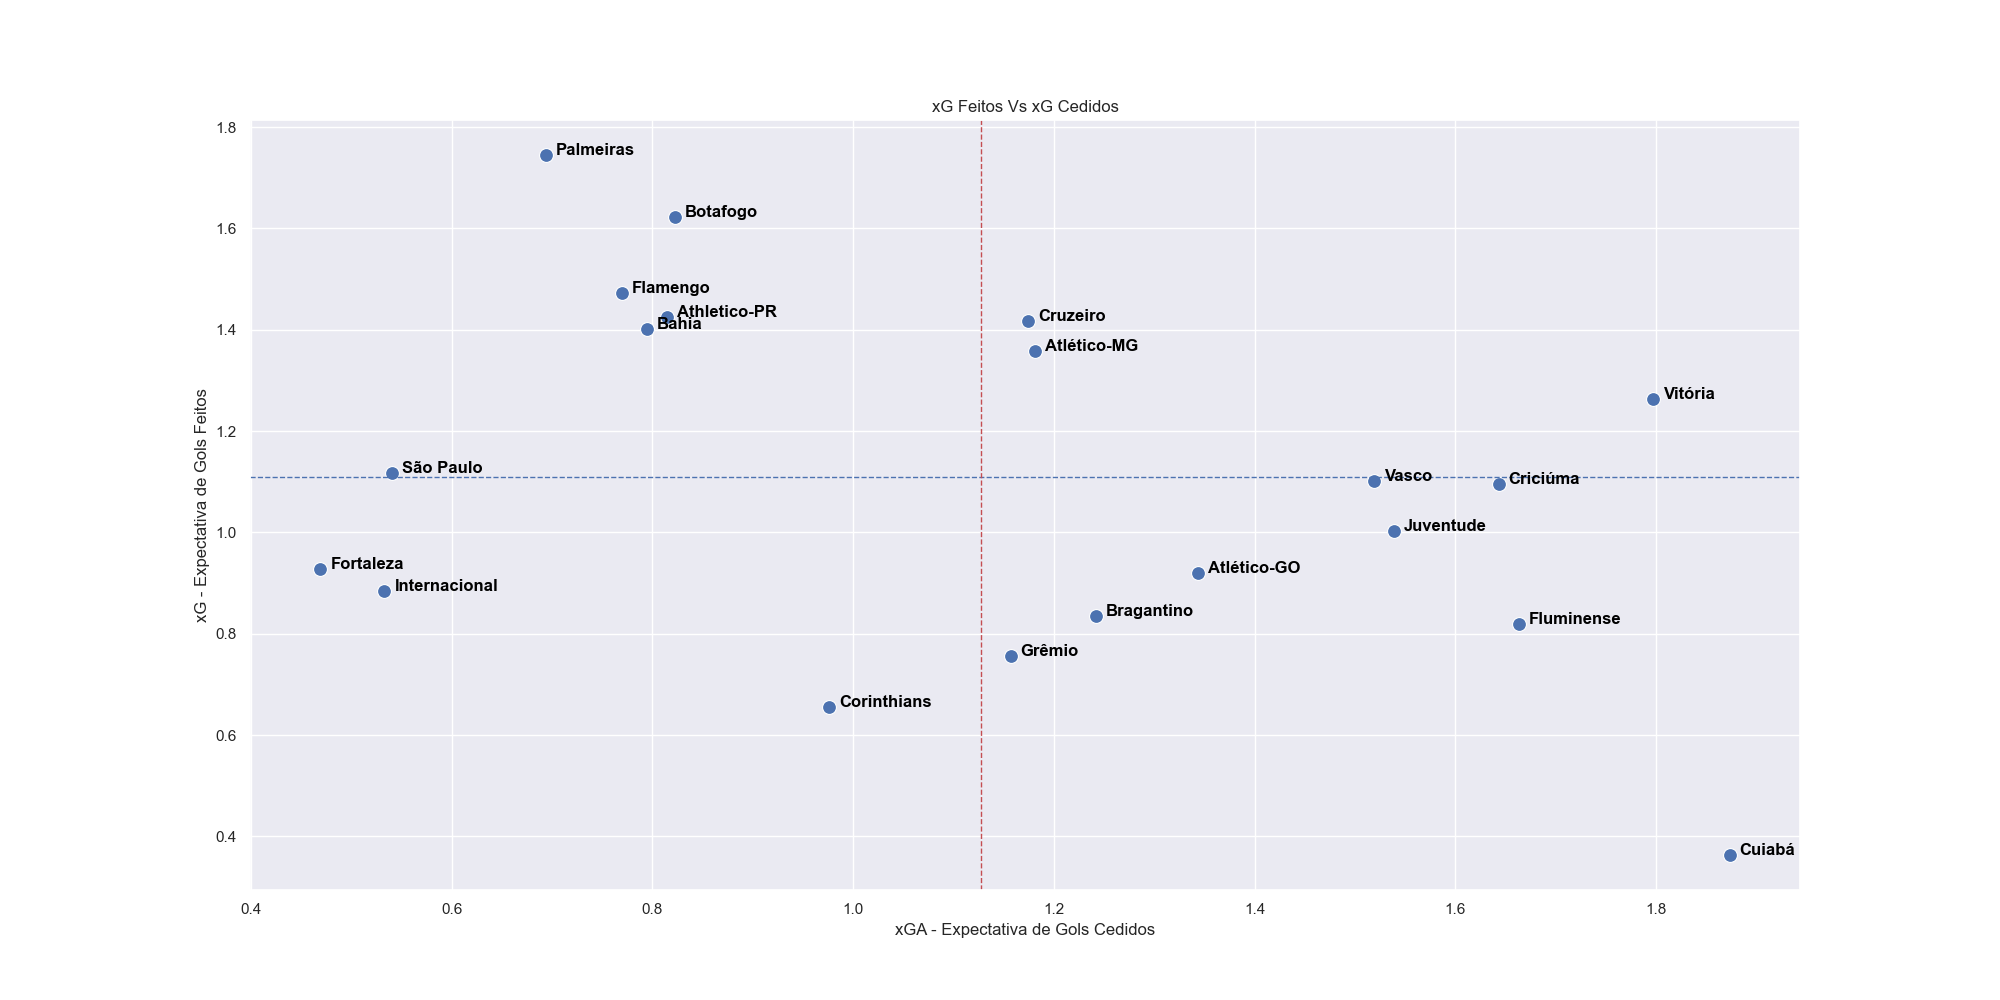 xG Feitos Vs xG Cedidos
1.8
Palmeiras
Botafogo
1.6
Flamengo
Athletico-PR
Bahia
Cruzeiro
1.4
Atlético-MG
Vitória
1.2
São Paulo
Vasco
Criciúma
Juventude
1.0
Fortaleza
Atlético-GO
Internacional
Bragantino
Fluminense
0.8
Grêmio
Corinthians
0.6
0.4
Cuiabá
xG - Expectativa de Gols Feitos
0.4 0.6 0.8 1.0 1.2 1.4 1.6 1.8
xGA - Expectativa de Gols Cedidos